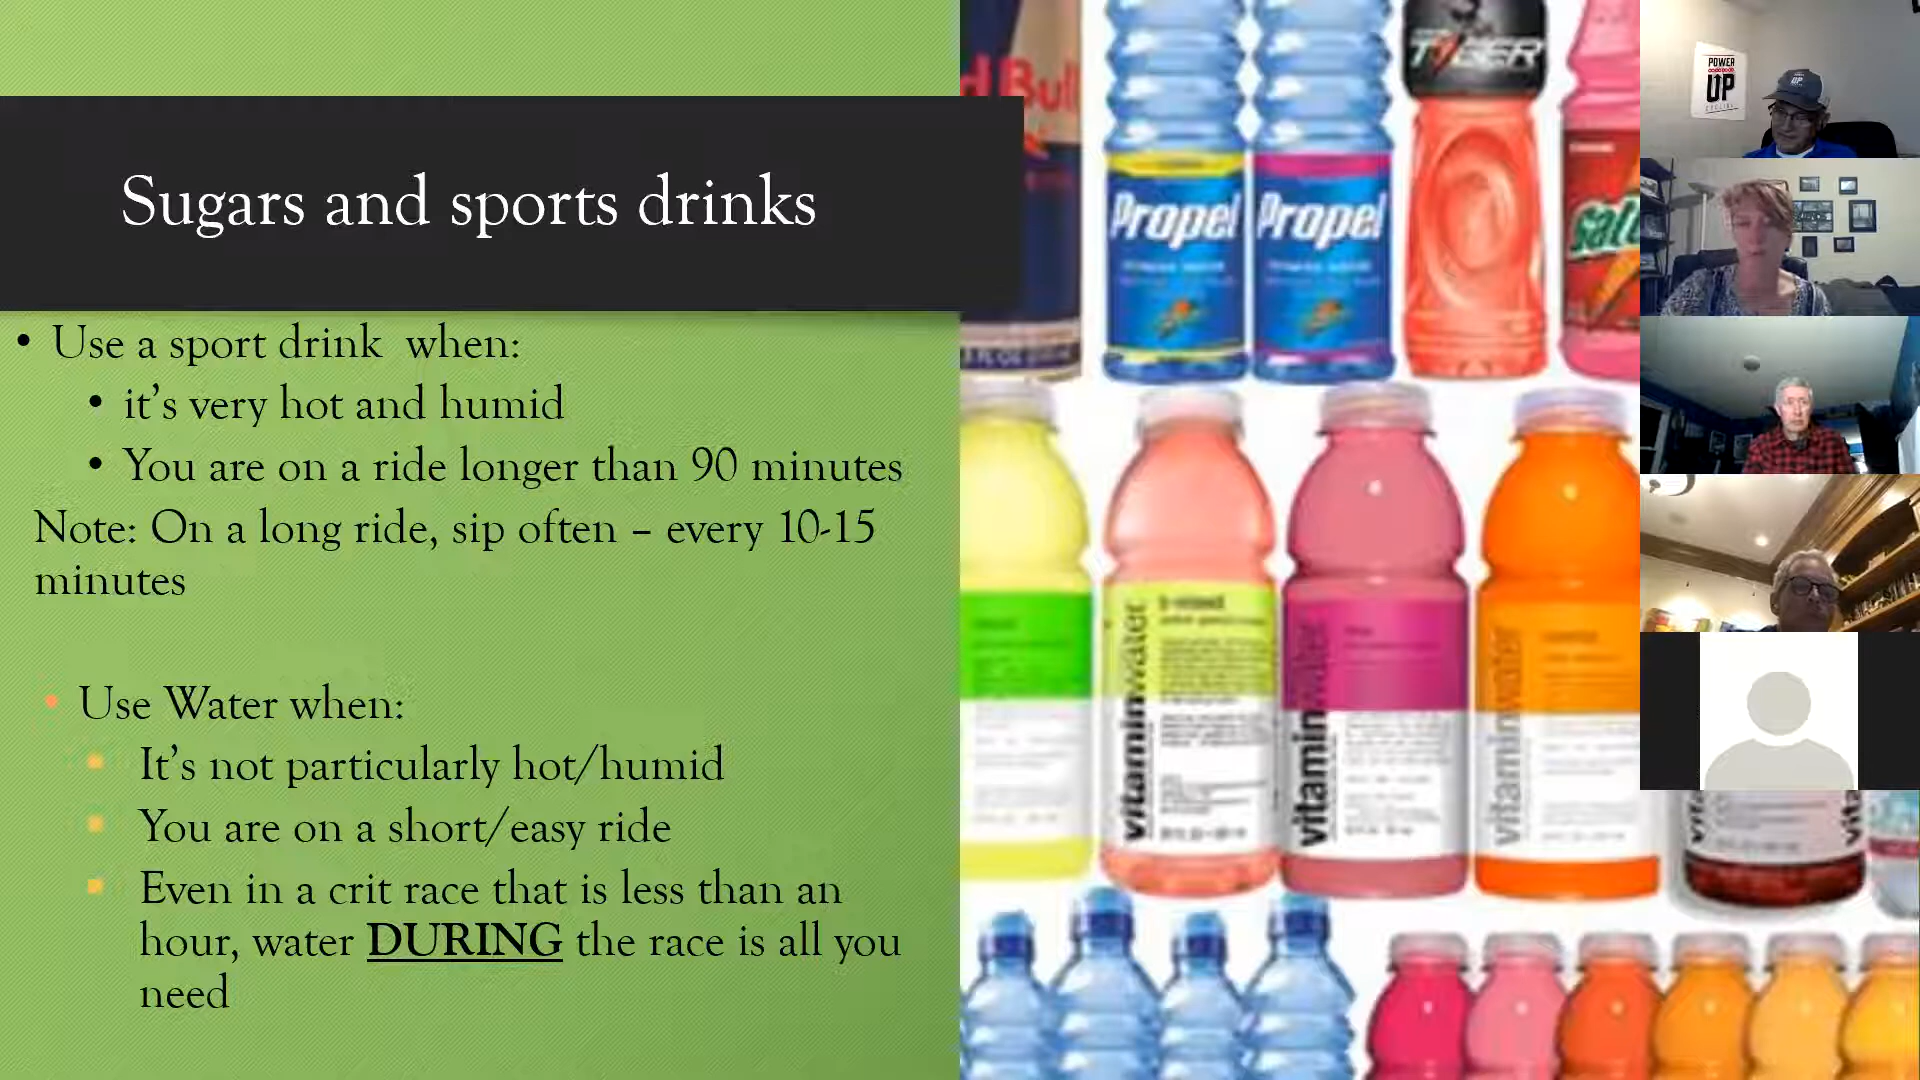 Sugars and sports drinks
• Use a sport drink when:
• it's very hot and humid
• You are on a ride longer than 90 minutes
Note: On a long ride, sip often – every 10-15
minutes
• Use Water when:
▪ It's not particularly hot/humid
▪ You are on a short/easy ride
▪ Even in a crit race that is less than an
hour, water DURING the race is all you
need
d Bull
Propel
Propel
vitaminwater
vitaminwater
vitaminwater
POWER
UP